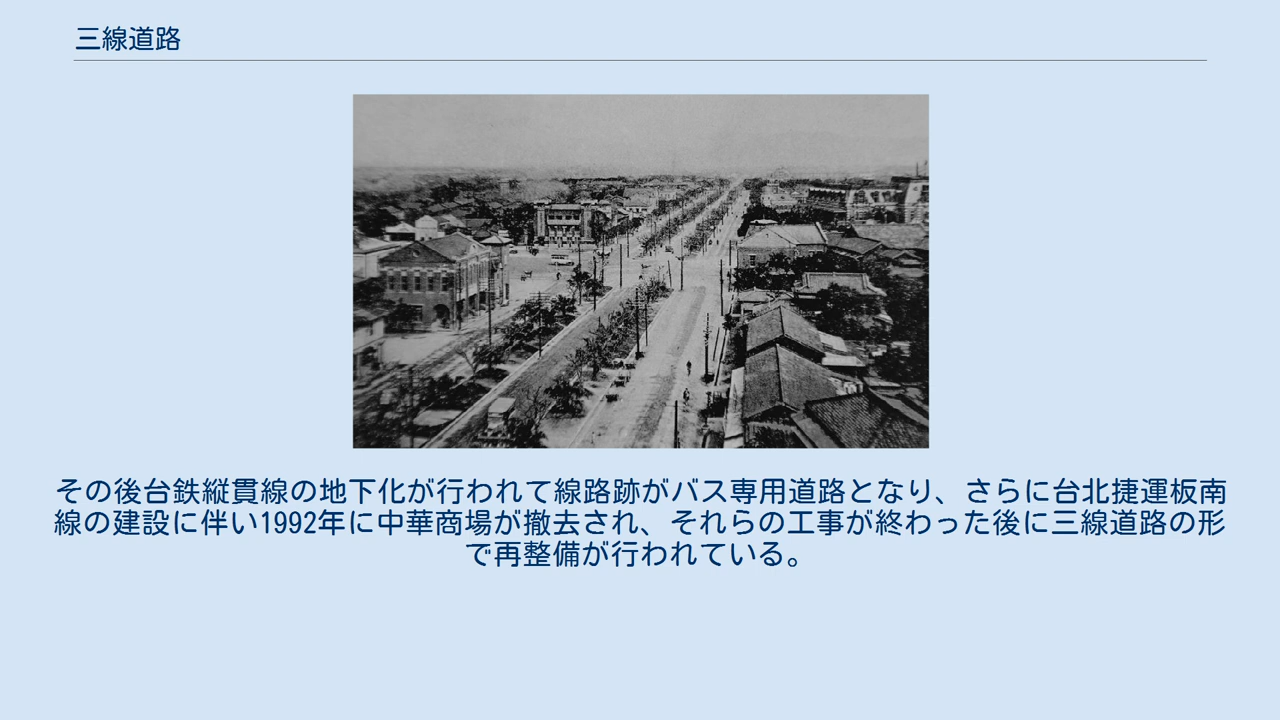 三線道路
その後台鉄縦貫線の地下化が行われて線路跡がバス専用道路となり、さらに台北捷運板南
線の建設に伴い1992年に中華商場が撤去され、それらの工事が終わった後に三線道路の形
で再整備が行われている。